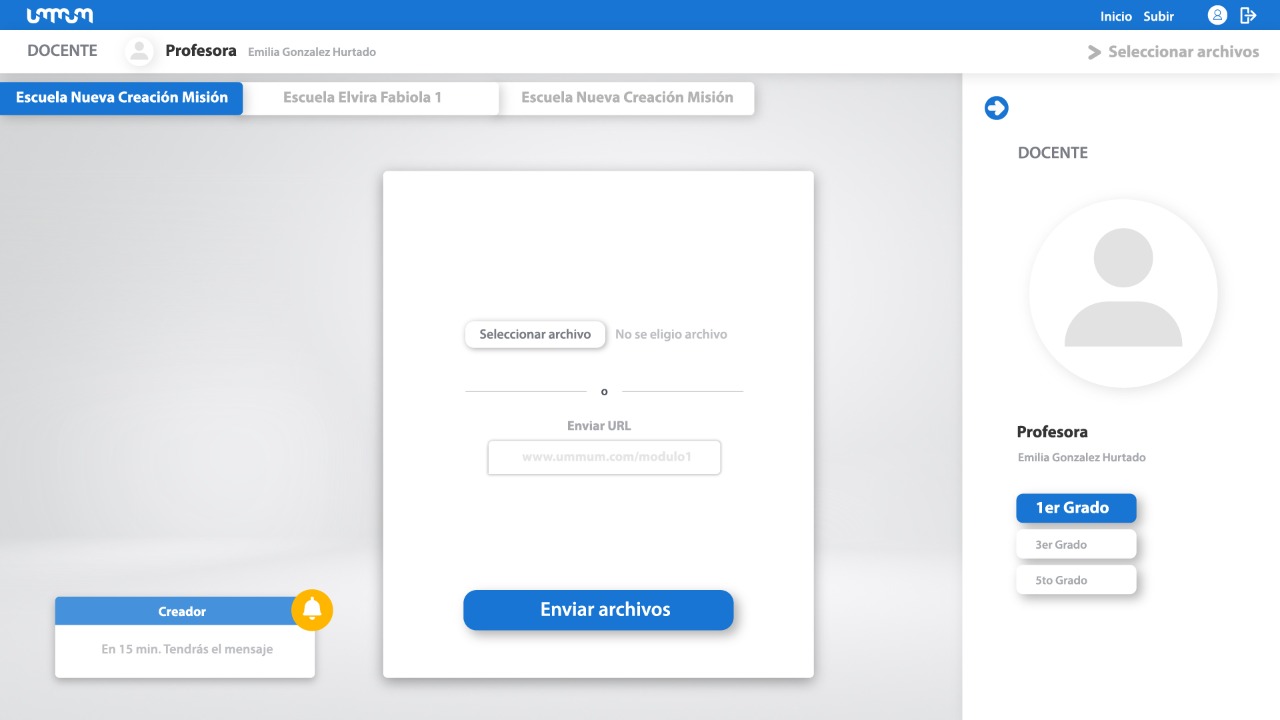 ummum
Inicio Subir
DOCENTE Profesora Emilia Gonzalez Hurtado
Seleccionar archivos
Escuela Nueva Creación Misión
Escuela Elvira Fabiola 1
Escuela Nueva Creación Misión
Seleccionar archivo No se eligio archivo
o
Enviar URL
www.ummum.com/modulo1
Enviar archivos
Creador
En 15 min. Tendrás el mensaje
DOCENTE
Profesora
Emilia Gonzalez Hurtado
1er Grado
3er Grado
5to Grado